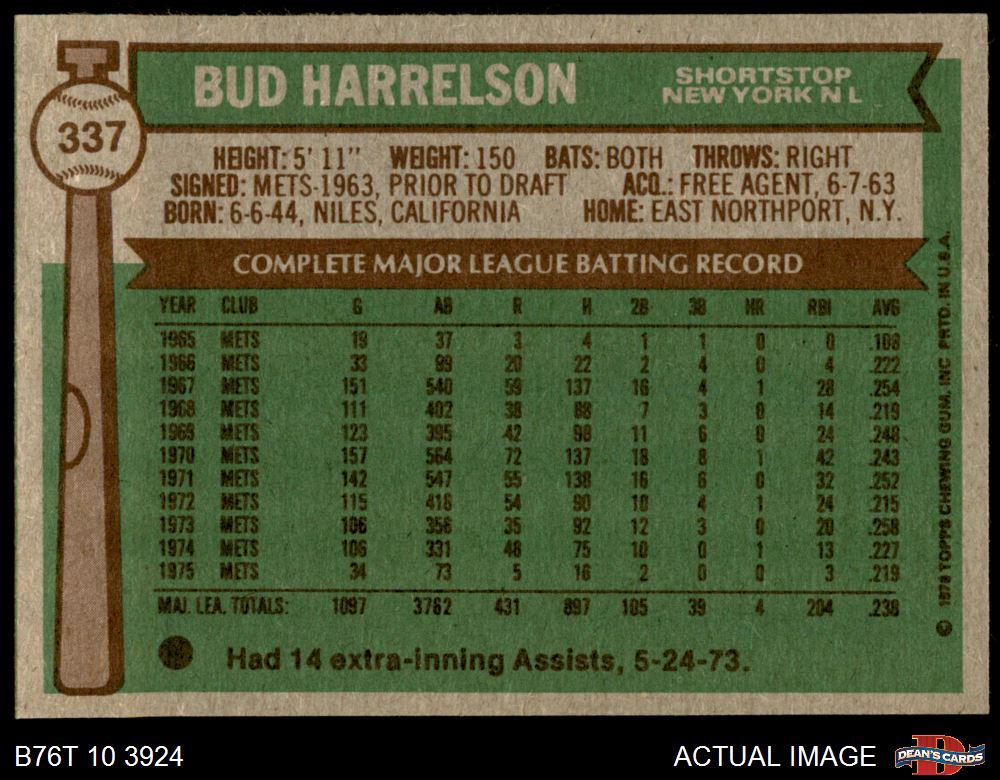 BUD HARRELSON
SHORTSTOP
NEW YORK N L
337
HEIGHT: 5' 11" WEIGHT: 150 BATS: BOTH THROWS: RIGHT
SIGNED: METS-1963, PRIOR TO DRAFT ACQ.: FREE AGENT, 6-7-63
BORN: 6-6-44, NILES, CALIFORNIA HOME: EAST NORTHPORT, N.Y.
COMPLETE MAJOR LEAGUE BATTING RECORD
YEAR CLUB G AB R H 2B 3B HR RBI AVG
1965 METS 19 37 3 4 1 1 0 0 .108
1966 METS 33 99 20 22 2 4 0 4 .222
1967 METS 151 540 59 137 16 4 1 28 .254
1968 METS 111 402 38 88 7 3 0 14 .219
1969 METS 123 395 42 98 11 6 0 24 .248
1970 METS 157 564 72 137 18 8 1 42 .243
1971 METS 142 547 55 138 16 6 0 32 .252
1972 METS 115 418 54 90 10 4 1 24 .215
1973 METS 106 356 35 92 12 3 0 20 .258
1974 METS 106 331 48 75 10 0 1 13 .227
1975 METS 34 73 5 16 2 0 0 3 .219
MAJ. LEA. TOTALS: 1097 3762 431 897 105 39 4 204 .238
Had 14 extra-inning Assists, 5-24-73.
© 1976 TOPPS CHEWING GUM, INC PRTD. IN U.S.A.
B76T 10 3924
ACTUAL IMAGE
DEAN'S CARDS